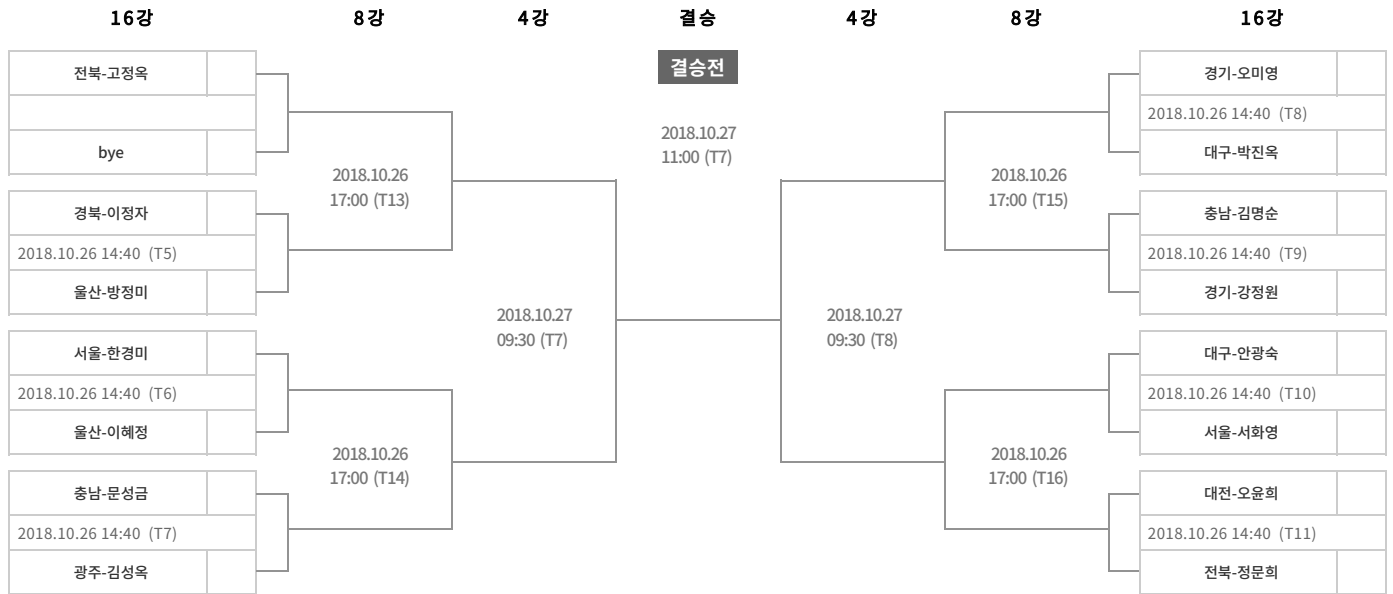 16강 8강 4강 결승 4강 8강 16강
결승전
전북-고정옥
bye
경북-이정자
2018.10.26 14:40 (T5)
울산-방정미
서울-한경미
2018.10.26 14:40 (T6)
울산-이혜정
충남-문성금
2018.10.26 14:40 (T7)
광주-김성옥
2018.10.26
17:00 (T13)
2018.10.26
17:00 (T14)
2018.10.27
09:30 (T7)
2018.10.27
11:00 (T7)
2018.10.27
09:30 (T8)
2018.10.26
17:00 (T15)
2018.10.26
17:00 (T16)
경기-오미영
2018.10.26 14:40 (T8)
대구-박진옥
충남-김명순
2018.10.26 14:40 (T9)
경기-강정원
대구-안광숙
2018.10.26 14:40 (T10)
서울-서화영
대전-오윤희
2018.10.26 14:40 (T11)
전북-정문희